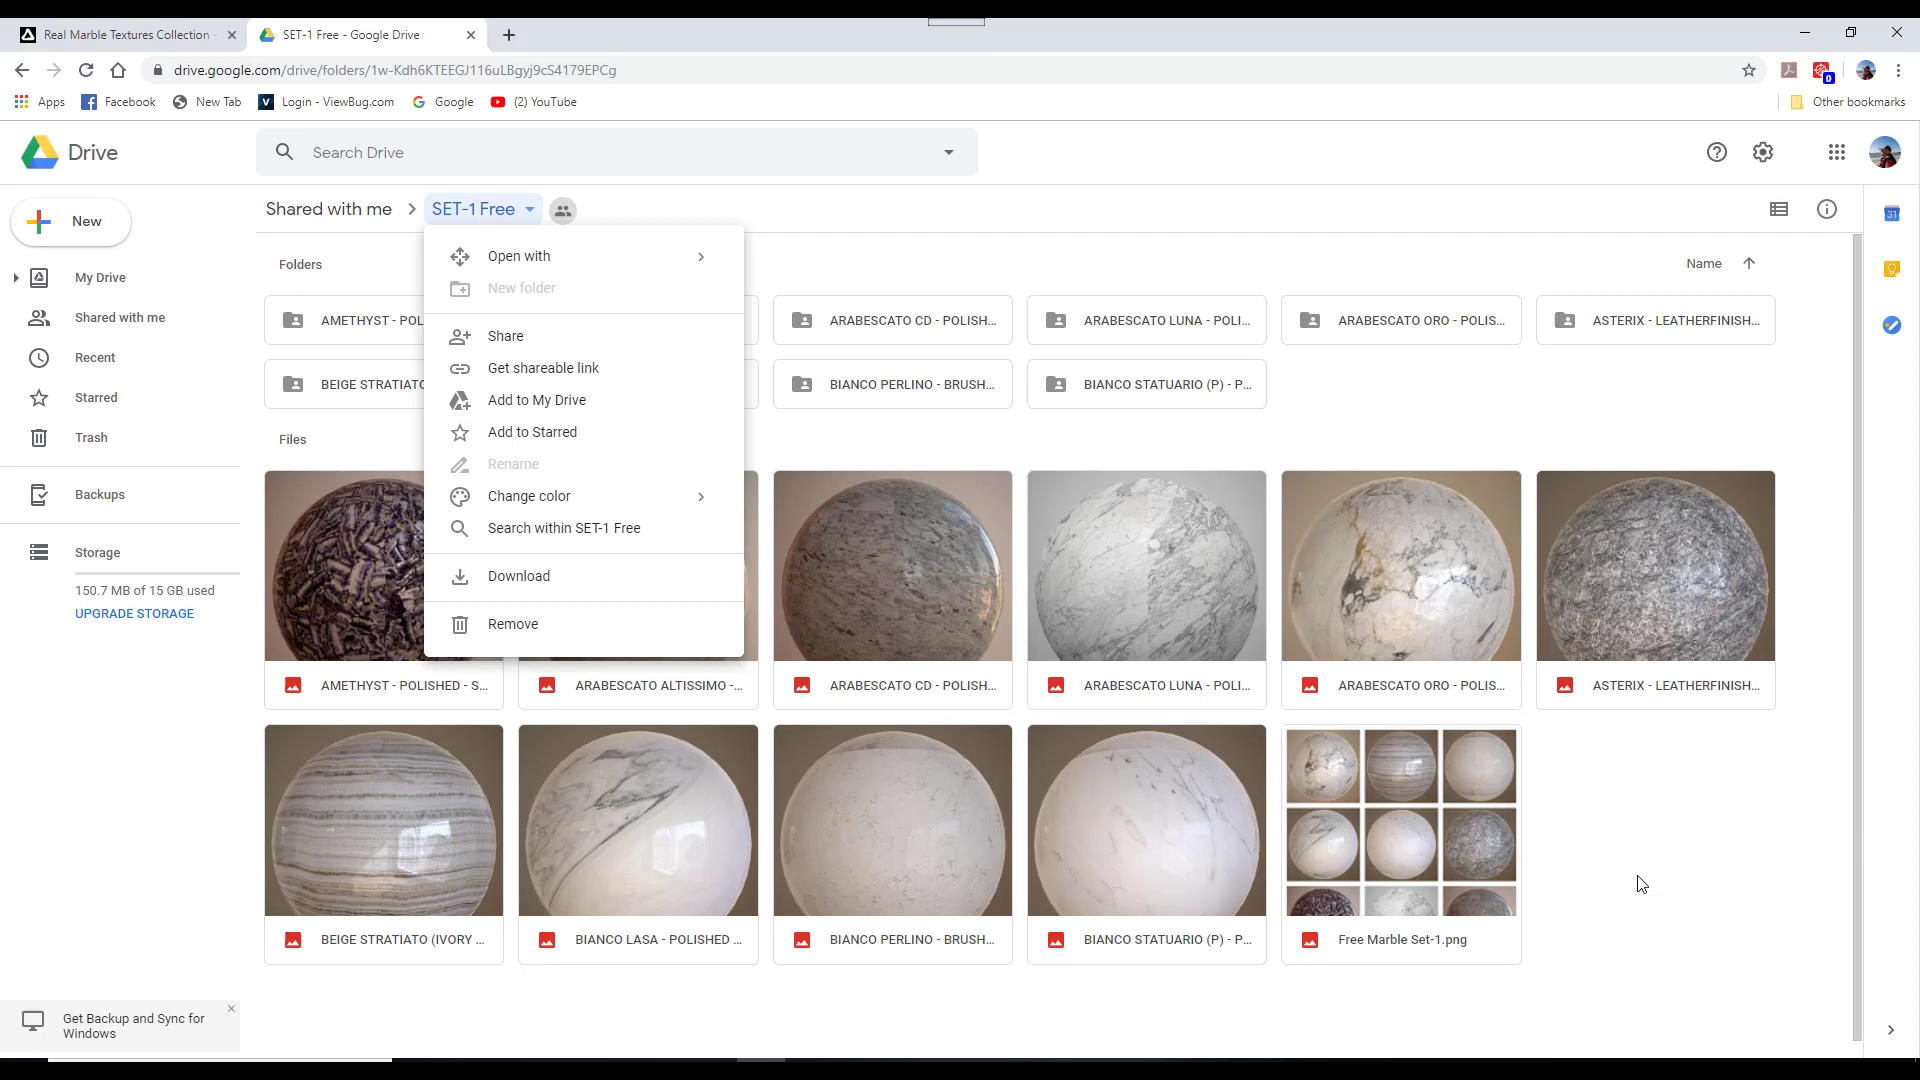 Real Marble Textures Collection -
SET-1 Free - Google Drive
drive.google.com/drive/folders/1w-Kdh6KTEEGJ116uLBgyj9cS4179EPCg
0
Apps
Facebook
New Tab
Login - ViewBug.com
Google
(2) YouTube
Other bookmarks
Drive
Search Drive
New
Shared with me
SET-1 Free
My Drive
Shared with me
Recent
Starred
Trash
Backups
Storage
150.7 MB of 15 GB used
UPGRADE STORAGE
Get Backup and Sync for
Windows
Open with
New folder
Share
Get shareable link
Add to My Drive
Add to Starred
Rename
Change color
Search within SET-1 Free
Download
Remove
Folders
Name
AMETHYST - POL
ARABESCATO CD - POLISH...
ARABESCATO LUNA - POLI...
ARABESCATO ORO - POLIS...
ASTERIX - LEATHERFINISH...
BEIGE STRATIATO
BIANCO PERLINO - BRUSH...
BIANCO STATUARIO (P) - P...
Files
AMETHYST - POLISHED - S...
ARABESCATO ALTISSIMO -...
ARABESCATO CD - POLISH...
ARABESCATO LUNA - POLI...
ARABESCATO ORO - POLIS...
ASTERIX - LEATHERFINISH...
BEIGE STRATIATO (IVORY ...
BIANCO LASA - POLISHED ...
BIANCO PERLINO - BRUSH...
BIANCO STATUARIO (P) - P...
Free Marble Set-1.png
31